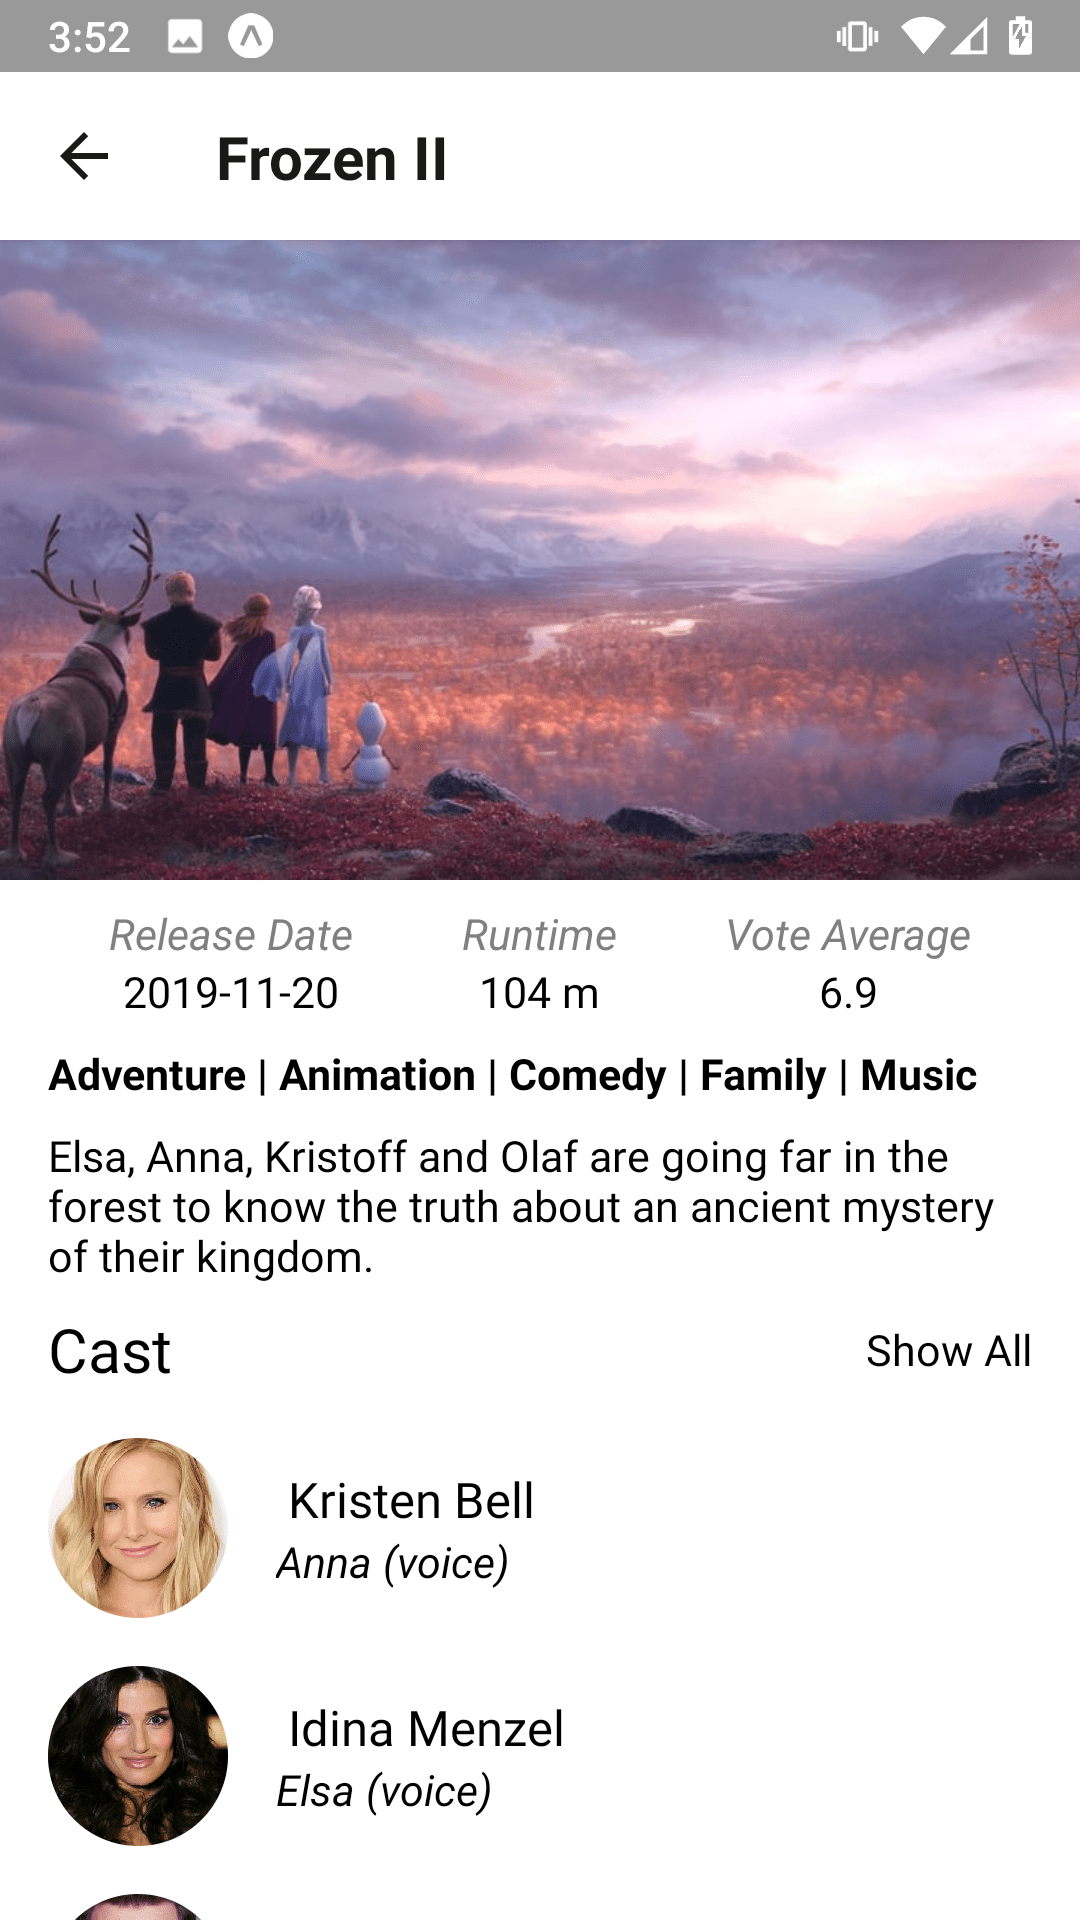 3:52
Frozen II
Release Date Runtime Vote Average
2019-11-20 104 m 6.9
Adventure | Animation | Comedy | Family | Music
Elsa, Anna, Kristoff and Olaf are going far in the
forest to know the truth about an ancient mystery
of their kingdom.
Cast Show All
Kristen Bell
Anna (voice)
Idina Menzel
Elsa (voice)